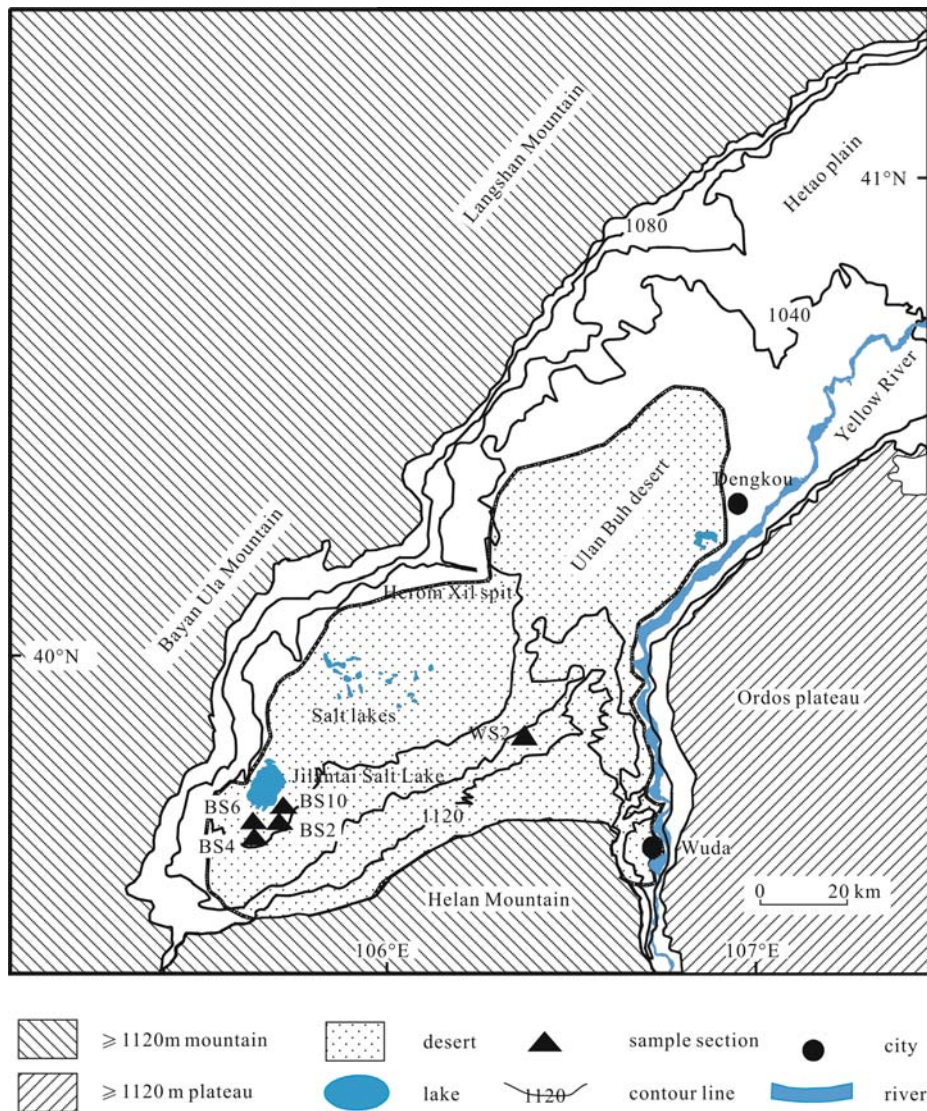 Langshan Mountain
41°N
Hetao plain
1080
1040
Yellow River
Dengkou
Ulan Buh desert
Bayan Ula Mountain
Herom Xil spit
40°N
Ordos plateau
Salt lakes
WS2
Jilantai Salt Lake
BS6
BS10
BS2
1120
BS4
Wuda
0 20 km
Helan Mountain
106°E
107°E
⩾1120m mountain
desert
sample section
city
⩾1120 m plateau
lake
1120
contour line
river